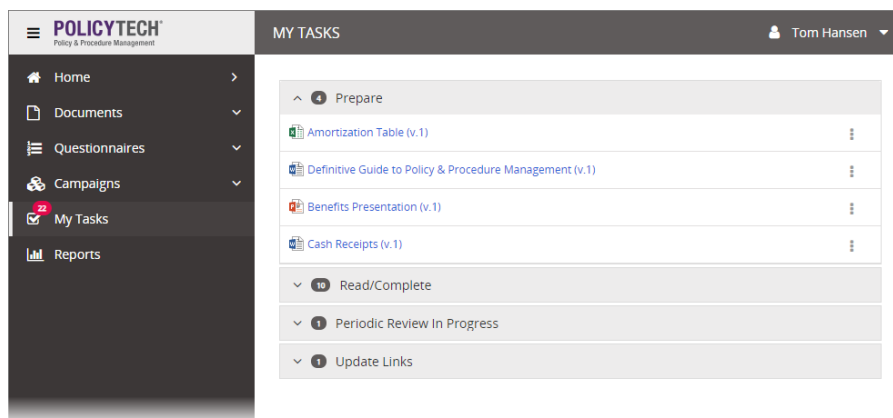 POLICYTECH®
Policy & Procedure Management
MY TASKS
Tom Hansen
Home
Documents
Questionnaires
Campaigns
22
My Tasks
Reports
4 Prepare
Amortization Table (v.1)
Definitive Guide to Policy & Procedure Management (v.1)
Benefits Presentation (v.1)
Cash Receipts (v.1)
10 Read/Complete
1 Periodic Review In Progress
1 Update Links